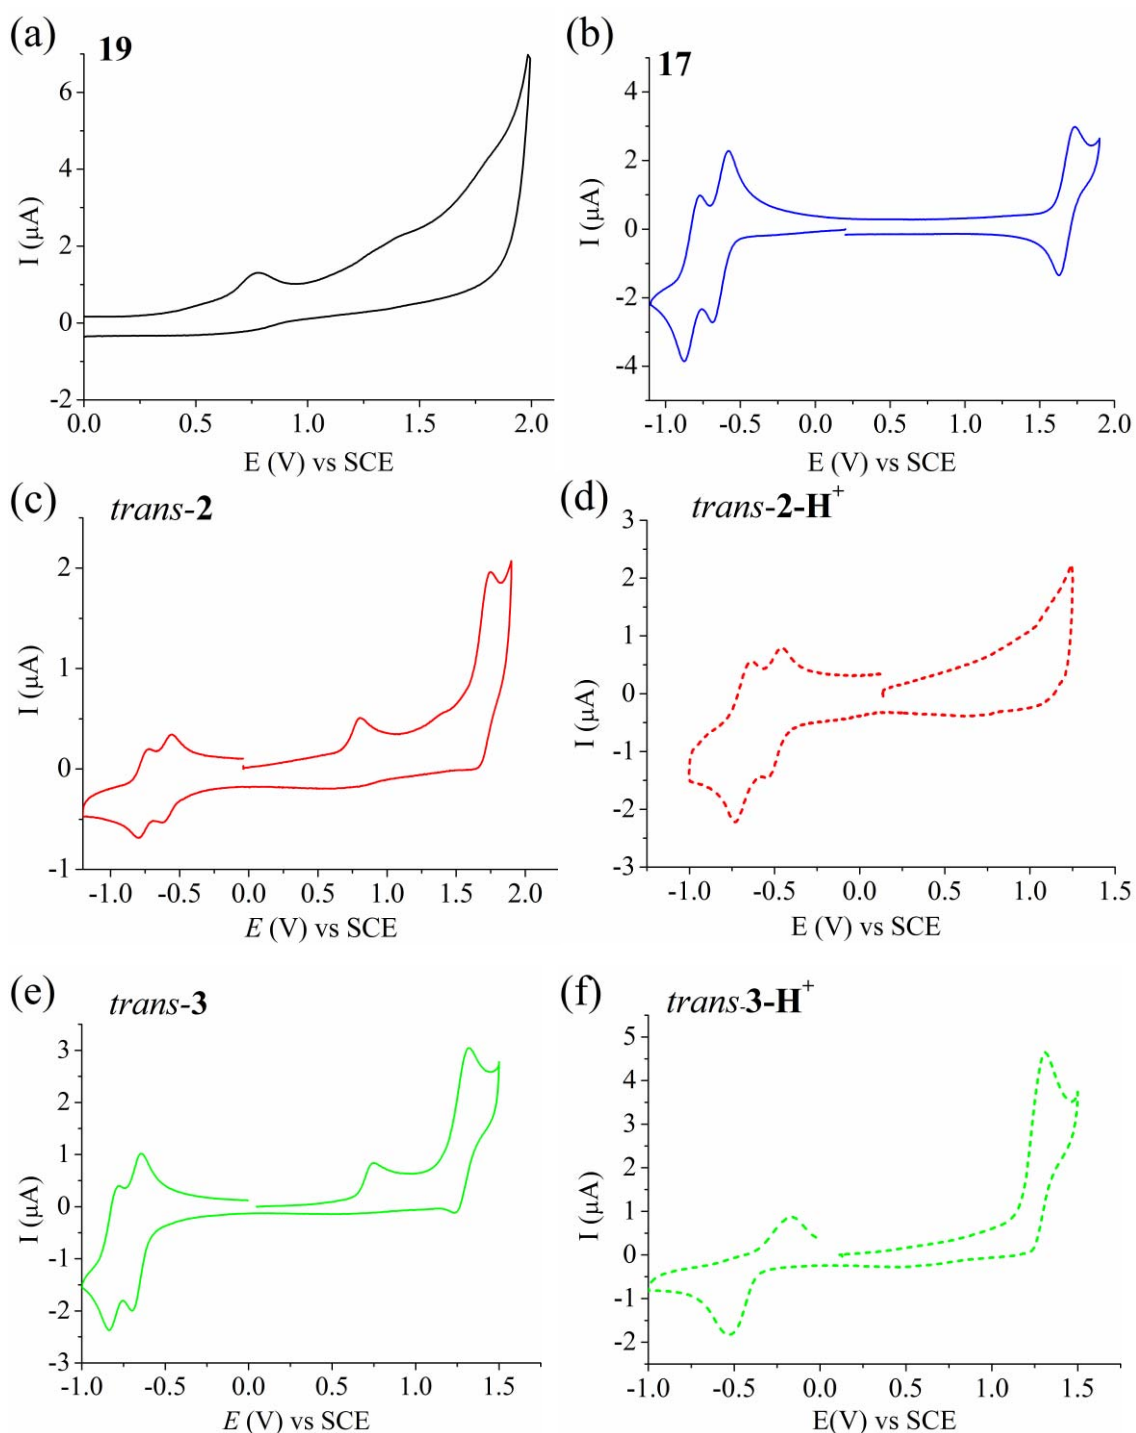 (a) 19
6
4
2
0
-2
I (μA)
0.0 0.5 1.0 1.5 2.0
E (V) vs SCE
(b) 17
4
2
0
-2
-4
I (μA)
-1.0 -0.5 0.0 0.5 1.0 1.5 2.0
E (V) vs SCE
(c) trans-2
2
1
0
-1
I (μA)
-1.0 -0.5 0.0 0.5 1.0 1.5 2.0
E (V) vs SCE
(d) trans-2-H+
3
2
1
0
-1
-2
-3
I (μA)
-1.0 -0.5 0.0 0.5 1.0 1.5
E (V) vs SCE
(e) trans-3
3
2
1
0
-1
-2
-3
I (μA)
-1.0 -0.5 0.0 0.5 1.0 1.5
E (V) vs SCE
(f) trans-3-H+
5
4
3
2
1
0
-1
-2
I (μA)
-1.0 -0.5 0.0 0.5 1.0 1.5
E(V) vs SCE